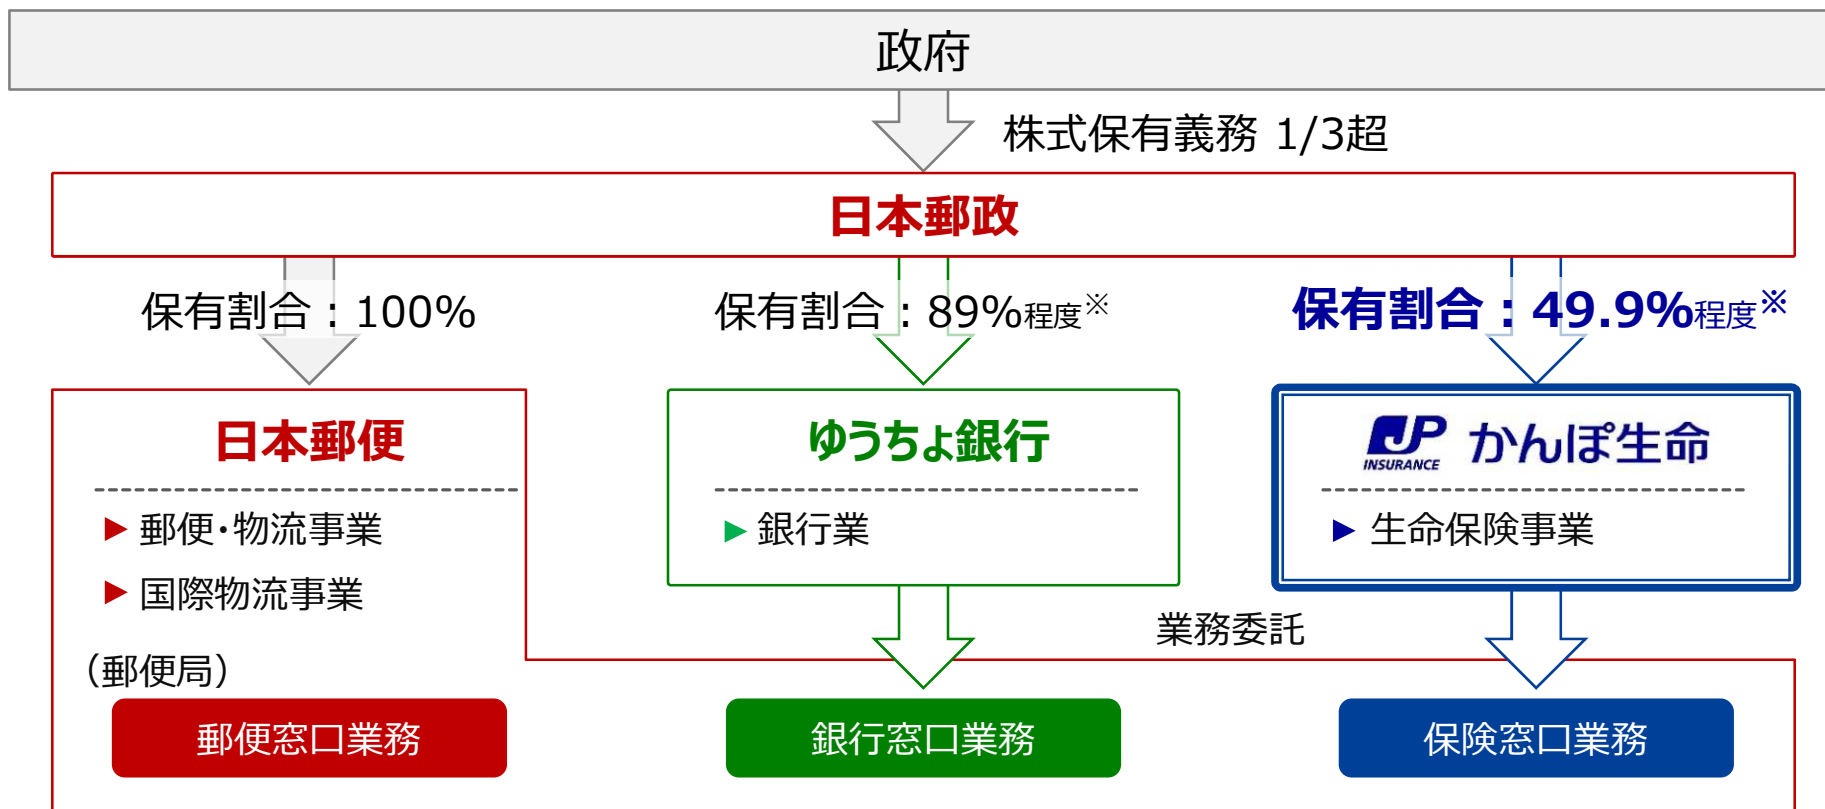 政府
株式保有義務 1/3超
日本郵政
保有割合：100%
保有割合：89%程度※
保有割合：49.9%程度※
日本郵便
郵便・物流事業
国際物流事業
（郵便局）
ゆうちょ銀行
銀行業
JP INSURANCE かんぽ生命
生命保険事業
業務委託
郵便窓口業務
銀行窓口業務
保険窓口業務